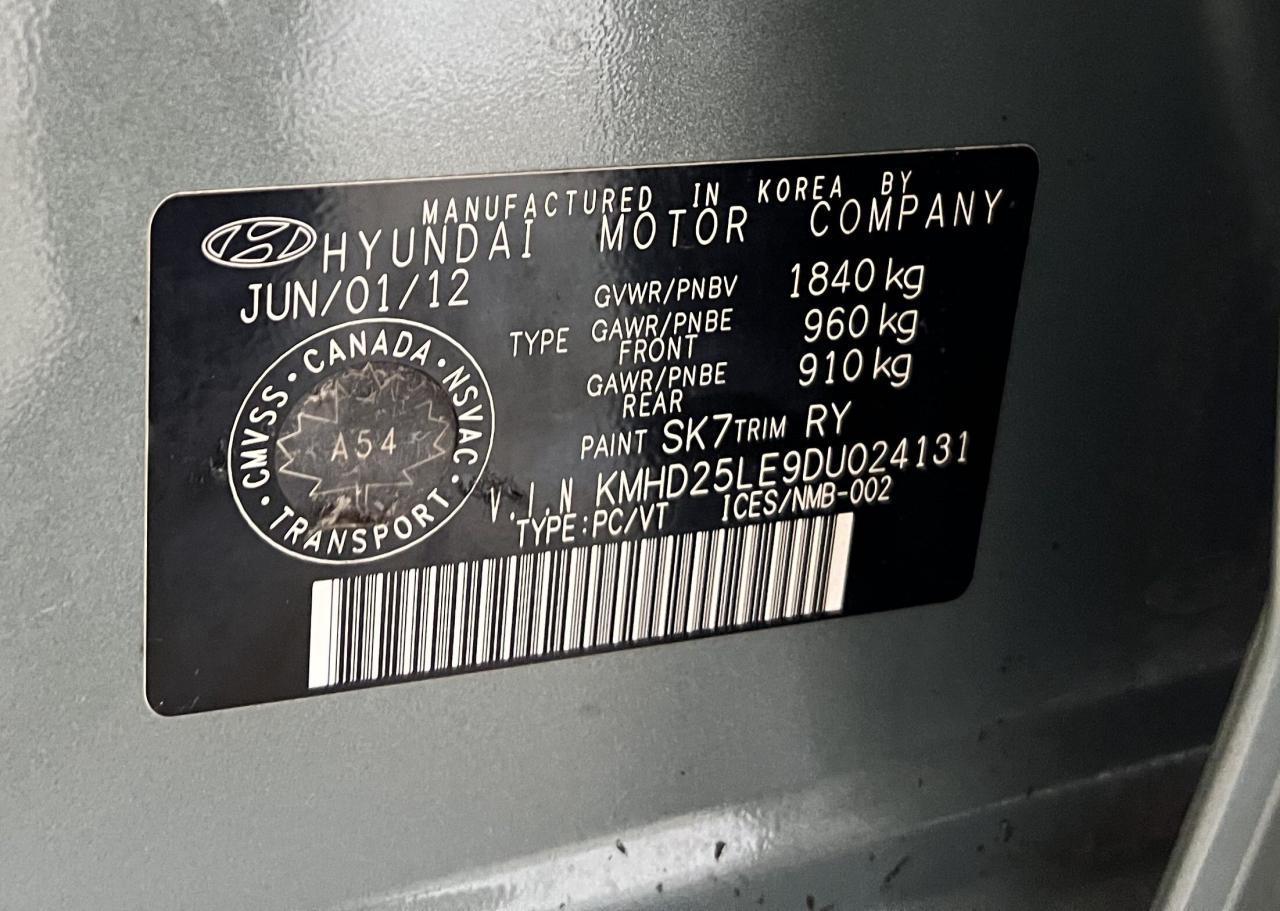 MANUFACTURED IN KOREA BY
HYUNDAI MOTOR COMPANY
JUN/01/12
GVWR/PNBV 1840 kg
TYPE GAWR/PNBE FRONT 960 kg
GAWR/PNBE REAR 910 kg
PAINT SK7 TRIM RY
V.I.N KMHD25LE9DU024131
TYPE:PC/VT ICES/NMB-002
CANADA · NSVAC · TRANSPORT · CMVSS ·
A54